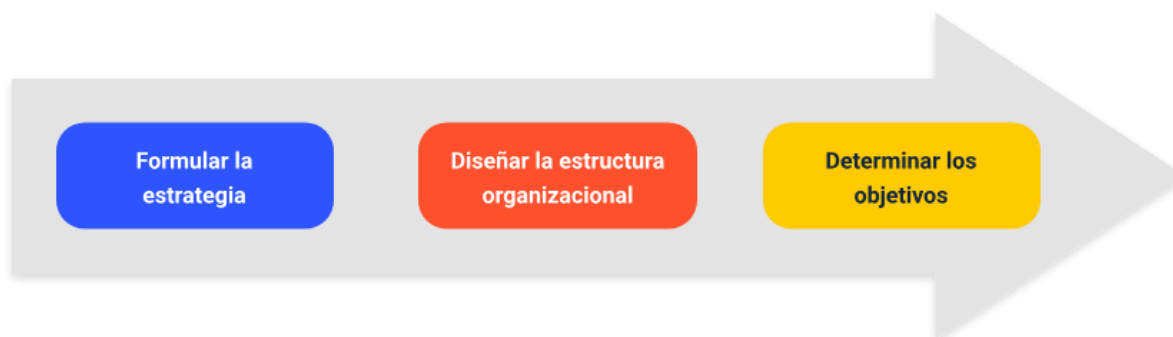 Formular la
estrategia
Diseñar la estructura
organizacional
Determinar los
objetivos